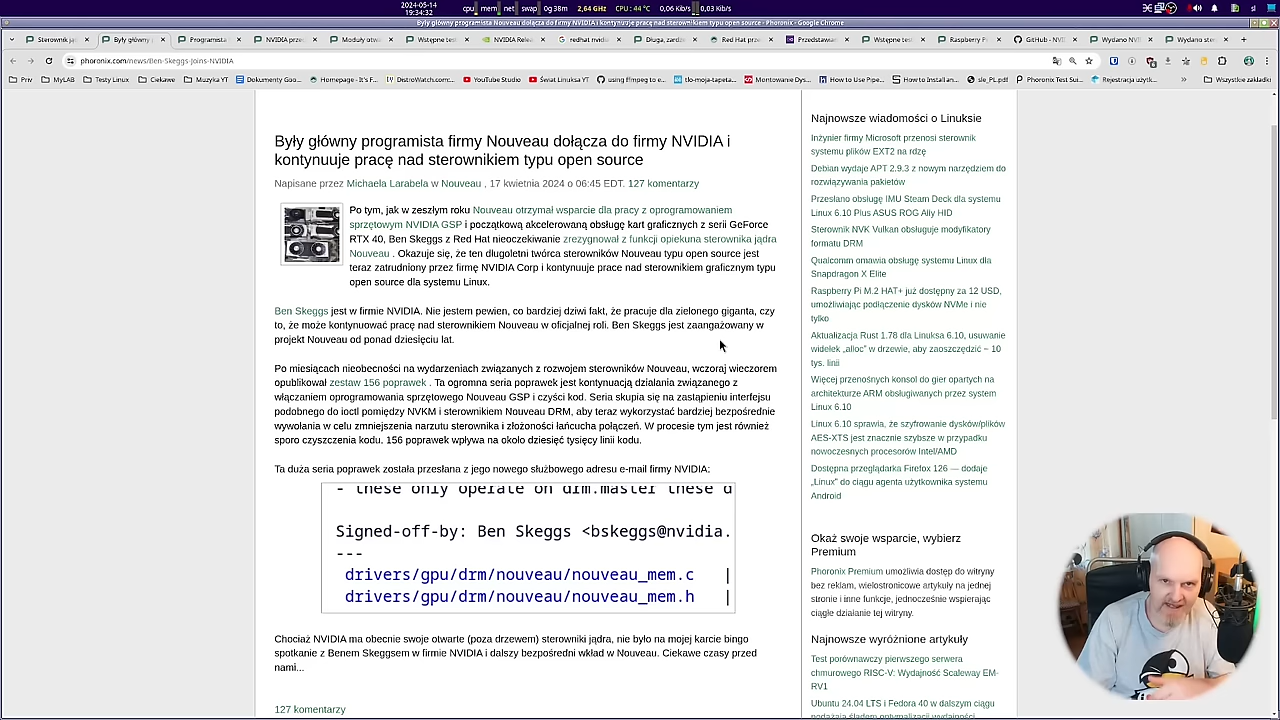 2024-05-14
19:34:32
cpu mem net swap 0g 38m 2,64 GHz CPU: 44°C 0,06 Kib/s 0,03 Kib/s
sl
Były główny programista firmy Nouveau dołącza do firmy NVIDIA i kontynuuje pracę nad sterownikiem typu open source - Phoronix - Google Chrome
Sterownik ją
Były główny
Programista
NVIDIA prze
Moduły otw
Wstępne te
NVIDIA Rele
redhat nvidi
Długa, zardz
Red Hat prz
Przedstawia
Wstępne te
Raspberry Pi
GitHub - NVI
Wydano NV
Wydano ste
phoronix.com/news/Ben-Skeggs-Joins-NVIDIA
Priv
MyLAB
Testy Linux
Ciekawe
Muzyka YT
Dokumenty Goo...
Homepage - It's F...
DistroWatch.com:...
YouTube Studio
Świat Linuksa YT
using ffmpeg to e...
tło-moja-tapeta...
Montowanie Dys...
How to Use Pipe...
How to Install an...
sle_PL.pdf
Phoronix Test Sui...
Rejestracja użytk...
»
Wszystkie zakładki
Były główny programista firmy Nouveau dołącza do firmy NVIDIA i
kontynuuje pracę nad sterownikiem typu open source
Napisane przez Michaela Larabela w Nouveau , 17 kwietnia 2024 o 06:45 EDT. 127 komentarzy
Po tym, jak w zeszłym roku Nouveau otrzymał wsparcie dla pracy z oprogramowaniem
sprzętowym NVIDIA GSP i początkową akcelerowaną obsługę kart graficznych z serii GeForce
RTX 40, Ben Skeggs z Red Hat nieoczekiwanie zrezygnował z funkcji opiekuna sterownika jądra
Nouveau . Okazuje się, że ten długoletni twórca sterowników Nouveau typu open source jest
teraz zatrudniony przez firmę NVIDIA Corp i kontynuuje prace nad sterownikiem graficznym typu
open source dla systemu Linux.
Ben Skeggs jest w firmie NVIDIA. Nie jestem pewien, co bardziej dziwi fakt, że pracuje dla zielonego giganta, czy
to, że może kontynuować pracę nad sterownikiem Nouveau w oficjalnej roli. Ben Skeggs jest zaangażowany w
projekt Nouveau od ponad dziesięciu lat.
Po miesiącach nieobecności na wydarzeniach związanych z rozwojem sterowników Nouveau, wczoraj wieczorem
opublikował zestaw 156 poprawek . Ta ogromna seria poprawek jest kontynuacją działania związanego z
włączaniem oprogramowania sprzętowego Nouveau GSP i czyści kod. Seria skupia się na zastąpieniu interfejsu
podobnego do ioctl pomiędzy NVKM i sterownikiem Nouveau DRM, aby teraz wykorzystać bardziej bezpośrednie
wywołania w celu zmniejszenia narzutu sterownika i złożoności łańcucha połączeń. W procesie tym jest również
sporo czyszczenia kodu, 156 poprawek wpływa na około dziesięć tysięcy linii kodu.
Ta duża seria poprawek została przesłana z jego nowego służbowego adresu e-mail firmy NVIDIA:
- these only operate on drm.master these d
Signed-off-by: Ben Skeggs <bskeggs@nvidia.
---
drivers/gpu/drm/nouveau/nouveau_mem.c |
drivers/gpu/drm/nouveau/nouveau_mem.h |
Chociaż NVIDIA ma obecnie swoje otwarte (poza drzewem) sterowniki jądra, nie było na mojej karcie bingo
spotkanie z Benem Skeggsem w firmie NVIDIA i dalszy bezpośredni wkład w Nouveau. Ciekawe czasy przed
nami...
127 komentarzy
Najnowsze wiadomości o Linuksie
Inżynier firmy Microsoft przenosi sterownik
systemu plików EXT2 na rdzę
Debian wydaje APT 2.9.3 z nowym narzędziem do
rozwiązywania pakietów
Przesłano obsługę IMU Steam Deck dla systemu
Linux 6.10 Plus ASUS ROG Ally HID
Sterownik NVK Vulkan obsługuje modyfikatory
formatu DRM
Qualcomm omawia obsługę systemu Linux dla
Snapdragon X Elite
Raspberry Pi M.2 HAT+ już dostępny za 12 USD,
umożliwiając podłączenie dysków NVMe i nie
tylko
Aktualizacja Rust 1.78 dla Linuksa 6.10, usuwanie
widełek „alloc" w drzewie, aby zaoszczędzić ~ 10
tys. linii
Więcej przenośnych konsol do gier opartych na
architekturze ARM obsługiwanych przez system
Linux 6.10
Linux 6.10 sprawia, że szyfrowanie dysków/plików
AES-XTS jest znacznie szybsze w przypadku
nowoczesnych procesorów Intel/AMD
Dostępna przeglądarka Firefox 126 — dodaje
„Linux" do ciągu agenta użytkownika systemu
Android
Okaż swoje wsparcie, wybierz
Premium
Phoronix Premium umożliwia dostęp do witryny
bez reklam, wielostronicowe artykuły na jednej
stronie i inne funkcje, jednocześnie wspierając
ciągłe działanie tej witryny.
Najnowsze wyróżnione artykuły
Test porównawczy pierwszego serwera
chmurowego RISC-V: Wydajność Scaleway EM-
RV1
Ubuntu 24.04 LTS i Fedora 40 w dalszym ciągu
podążają śladem optymalizacji wydajności